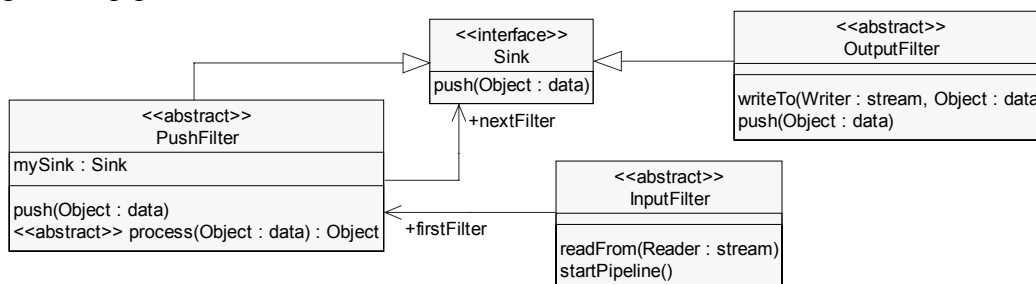 <<interface>>
Sink
push(Object : data)
<<abstract>>
OutputFilter
writeTo(Writer : stream, Object : data
push(Object : data)
<<abstract>>
PushFilter
mySink : Sink
push(Object : data)
<<abstract>> process(Object : data) : Object
+nextFilter
+firstFilter
<<abstract>>
InputFilter
readFrom(Reader : stream)
startPipeline()